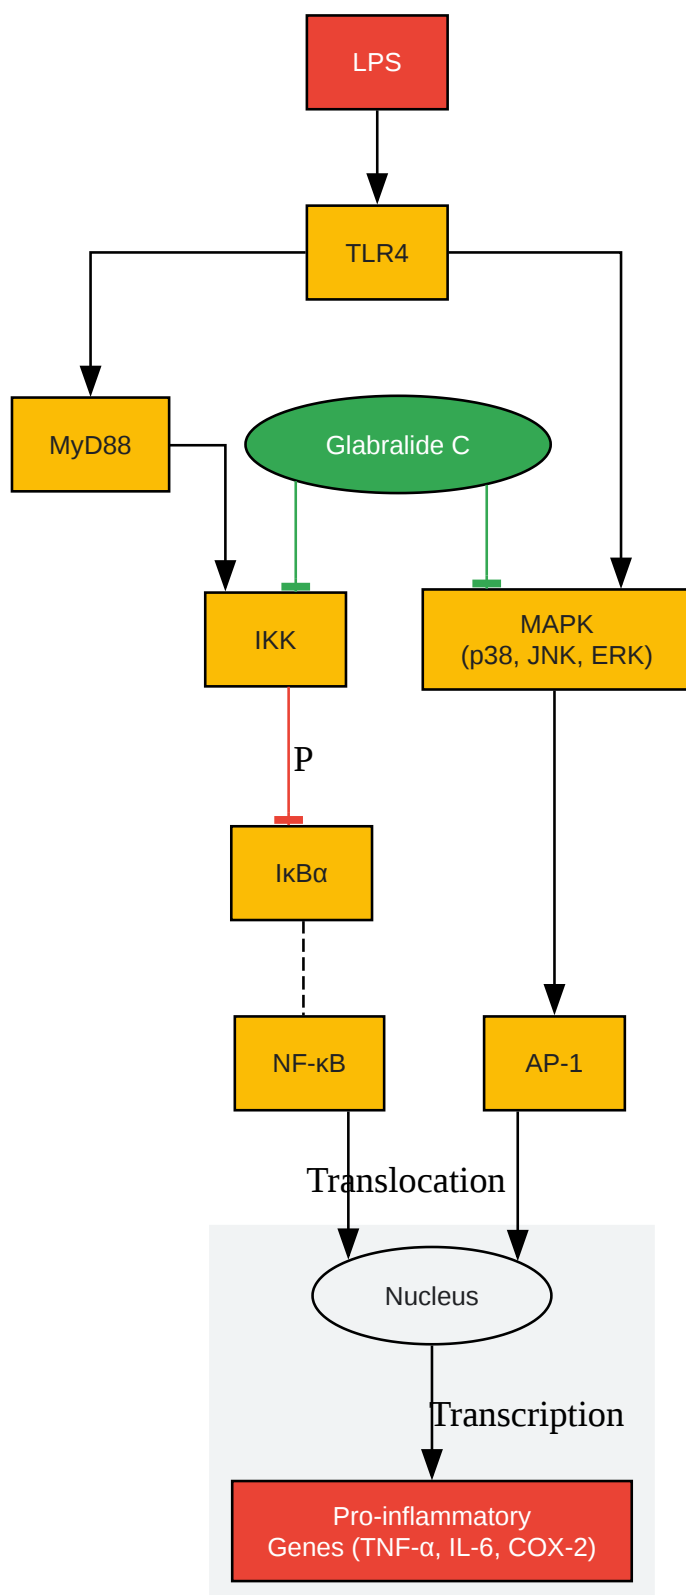 LPS
TLR4
MyD88
Glabralide C
IKK
MAPK
(p38, JNK, ERK)
P
IκBα
NF-κB
AP-1
Translocation
Nucleus
Transcription
Pro-inflammatory
Genes (TNF-α, IL-6, COX-2)